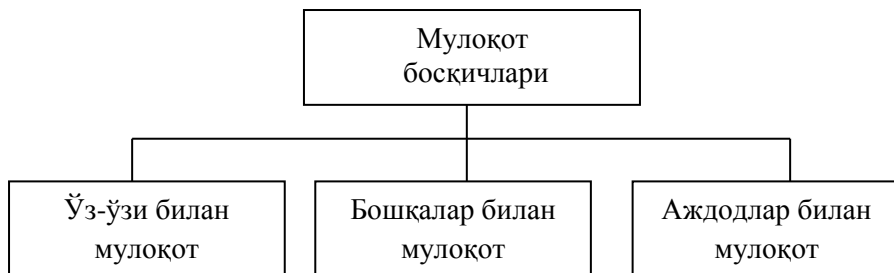 Мулоқот
босқичлари
Ўз-ўзи билан
мулоқот
Бошқалар билан
мулоқот
Аждодлар билан
мулоқот